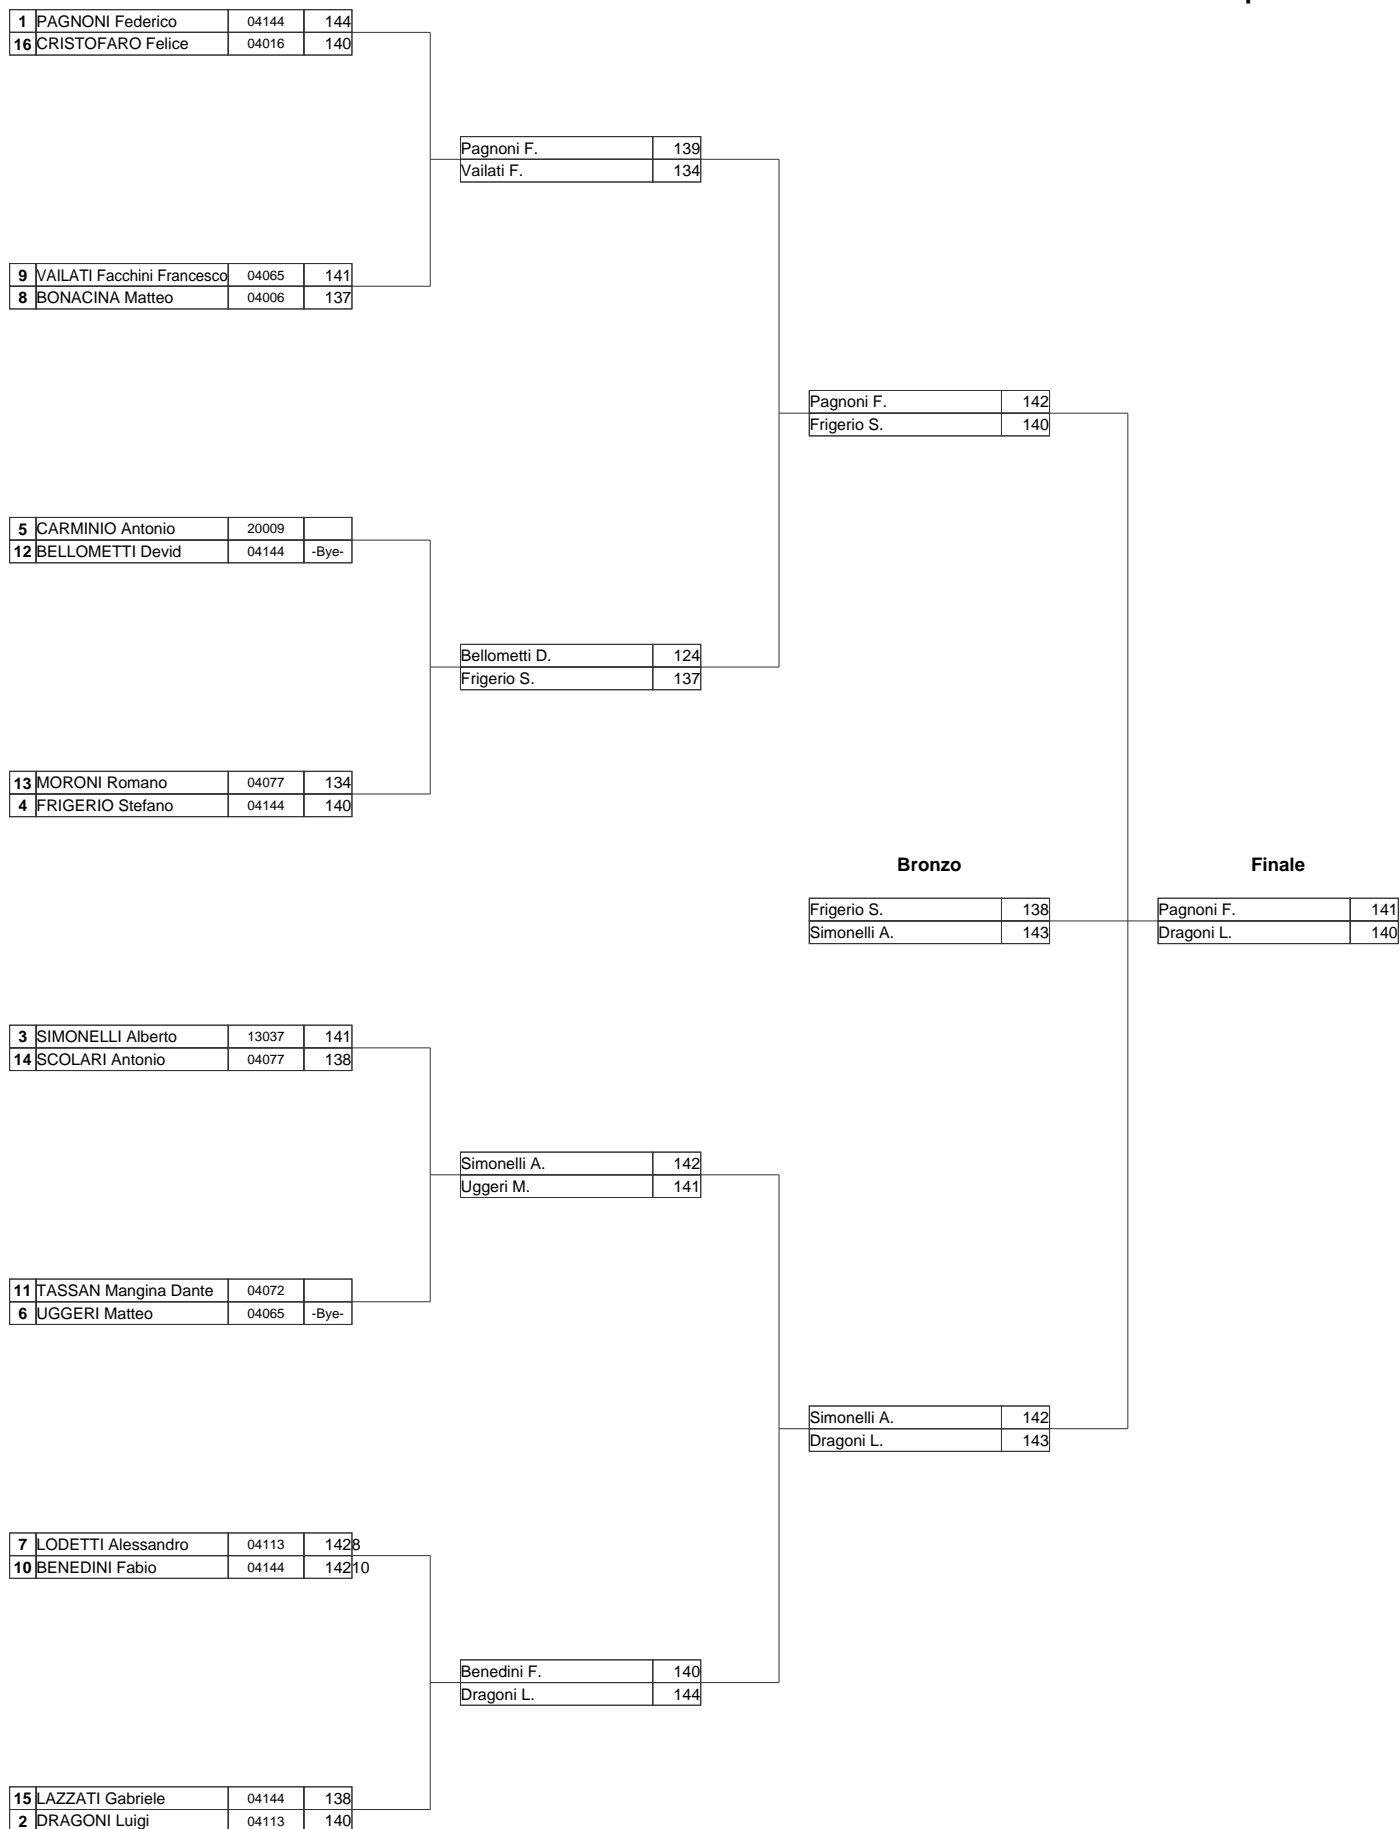 1 PAGNONI Federico 04144 144
16 CRISTOFARO Felice 04016 140
Pagnoni F. 139
Vailati F. 134
9 VAILATI Facchini Francesco 04065 141
8 BONACINA Matteo 04006 137
Pagnoni F. 142
Frigerio S. 140
5 CARMINIO Antonio 20009
12 BELLOMETTI Devid 04144 -Bye-
Bellometti D. 124
Frigerio S. 137
13 MORONI Romano 04077 134
4 FRIGERIO Stefano 04144 140
Bronzo Finale
Frigerio S. 138 Pagnoni F. 141
Simonelli A. 143 Dragoni L. 140
3 SIMONELLI Alberto 13037 141
14 SCOLARI Antonio 04077 138
Simonelli A. 142
Uggeri M. 141
11 TASSAN Mangina Dante 04072
6 UGGERI Matteo 04065 -Bye-
Simonelli A. 142
Dragoni L. 143
7 LODETTI Alessandro 04113 142 8
10 BENEDINI Fabio 04144 142 10
Benedini F. 140
Dragoni L. 144
15 LAZZATI Gabriele 04144 138
2 DRAGONI Luigi 04113 140